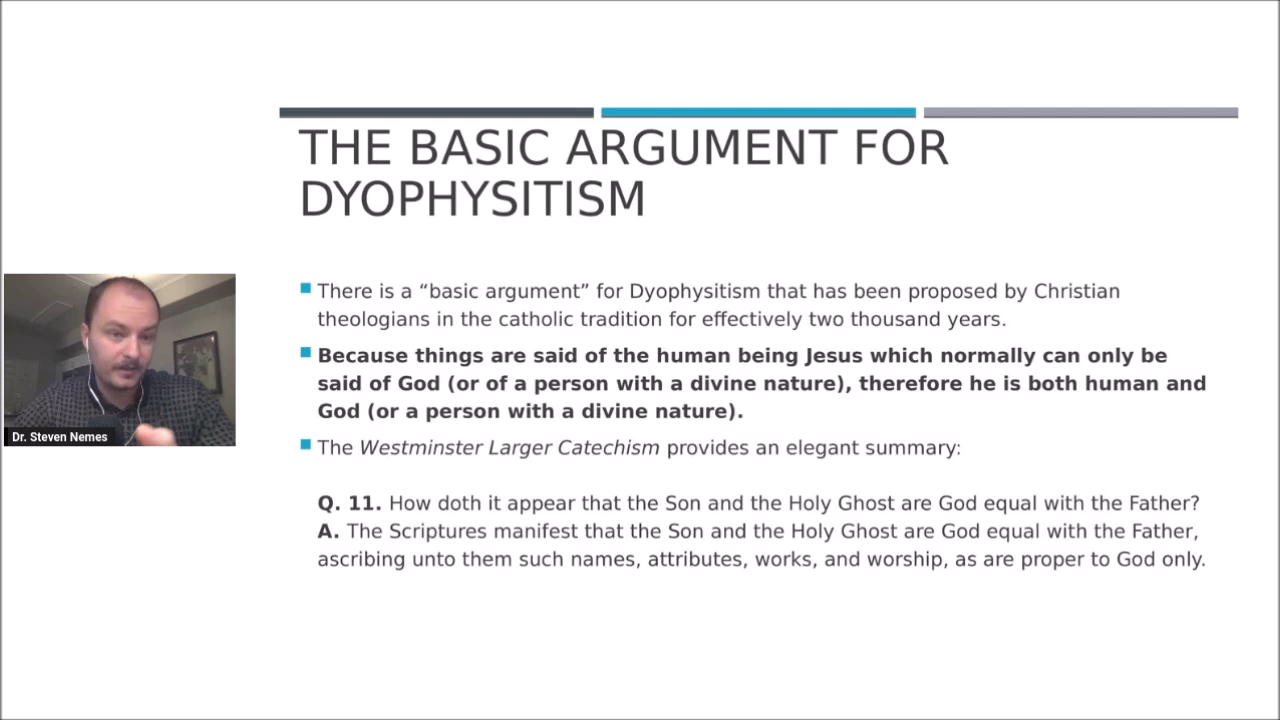 THE BASIC ARGUMENT FOR
DYOPHYSITISM
There is a “basic argument” for Dyophysitism that has been proposed by Christian
theologians in the catholic tradition for effectively two thousand years.
Because things are said of the human being Jesus which normally can only be
said of God (or of a person with a divine nature), therefore he is both human and
God (or a person with a divine nature).
The Westminster Larger Catechism provides an elegant summary:
Q. 11. How doth it appear that the Son and the Holy Ghost are God equal with the Father?
A. The Scriptures manifest that the Son and the Holy Ghost are God equal with the Father,
ascribing unto them such names, attributes, works, and worship, as are proper to God only.
Dr. Steven Nemes